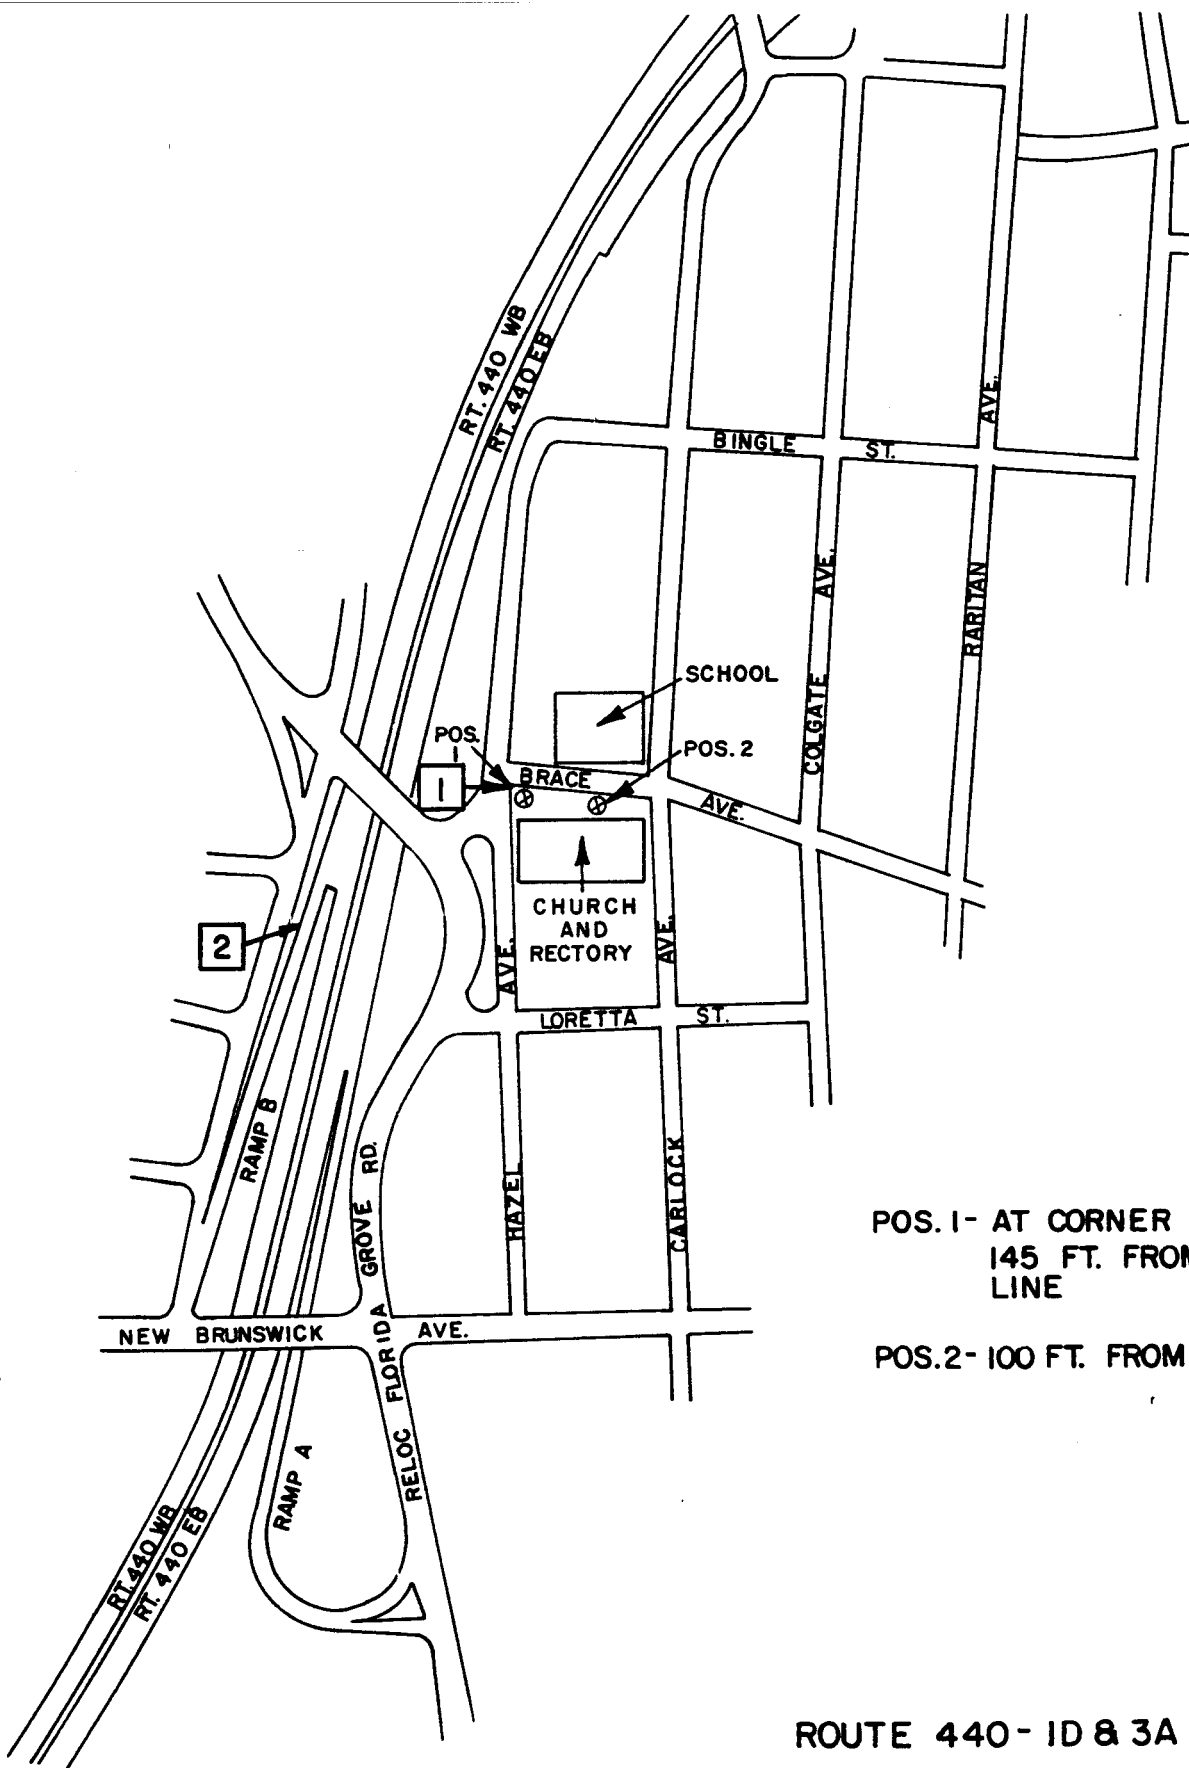 RT. 440 WB
RT. 440 EB
BINGLE ST.
AVE.
RARITAN
COLGATE AVE.
SCHOOL
POS.
1
POS. 2
1
BRACE AVE.
CHURCH
AND
RECTORY
2
AVE.
AVE.
LORETTA ST.
RAMP B
GROVE RD.
HAZEL
CARLOCK
POS. 1- AT CORNER
145 FT. FROM
LINE
NEW BRUNSWICK AVE.
POS. 2- 100 FT. FROM
RELOC FLORIDA
RAMP A
RT. 440 WB
RT. 440 EB
ROUTE 440 - 1D & 3A